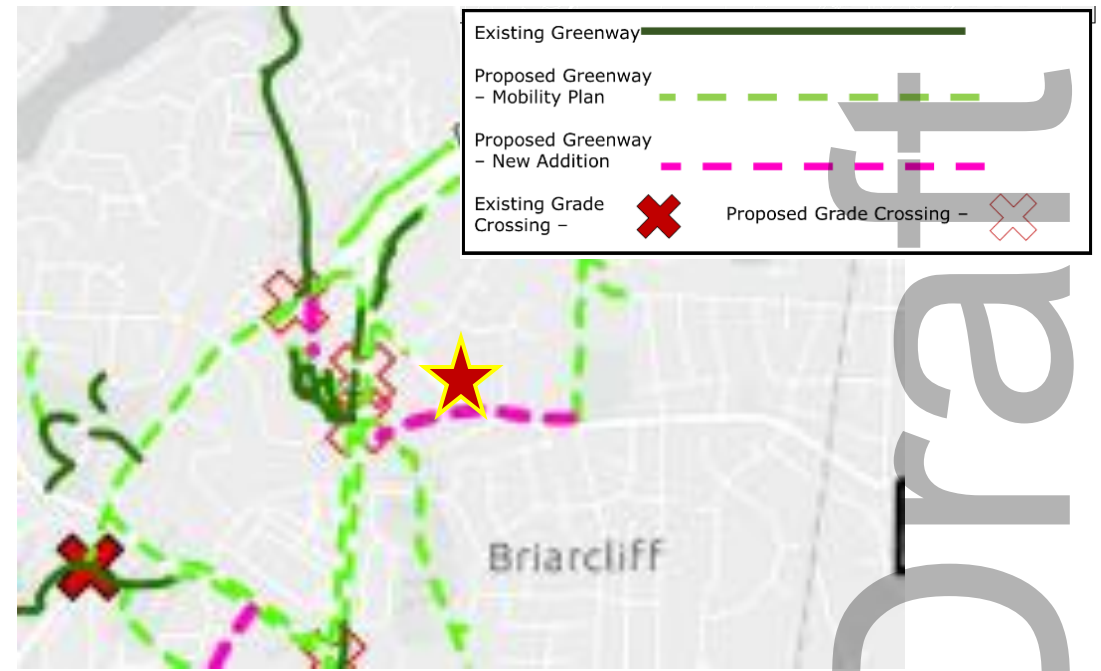 Existing Greenway
Proposed Greenway
– Mobility Plan
Proposed Greenway
– New Addition
Existing Grade
Crossing –
Proposed Grade Crossing –
Briarcliff
Draft